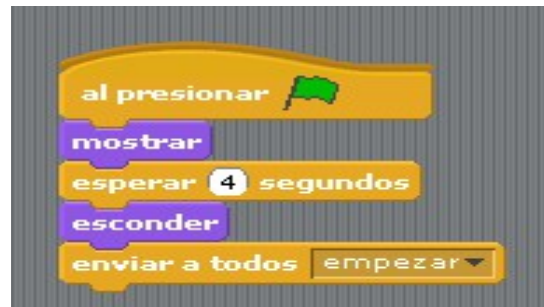 al presionar
mostrar
esperar 4 segundos
esconder
enviar a todos empezar